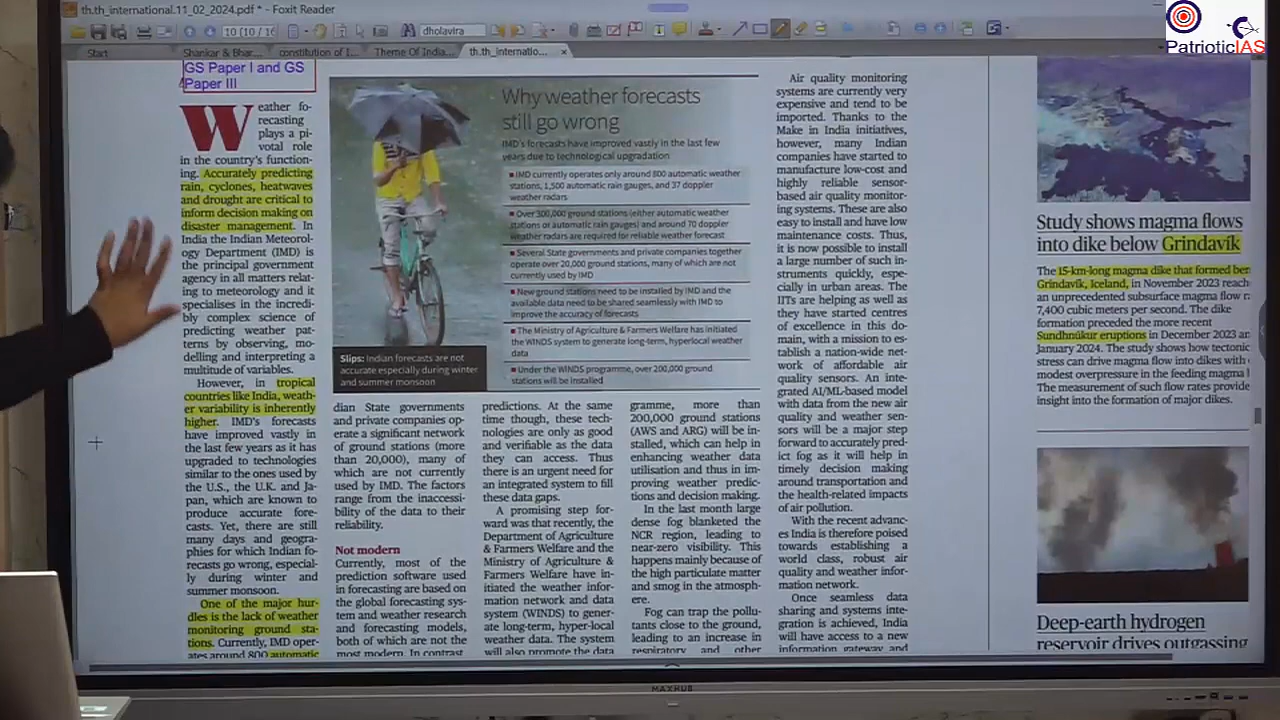 th.th_international.11_02_2024.pdf * - Foxit Reader
PatrioticIAS
10 (10 / 16
dholavira
Start
Shankar & Bhar...
constitution of I...
Theme Of India...
th.th_internatio...
GS Paper I and GS
Paper III
Weather fo-
recasting
plays a pi-
votal role
in the country's function-
ing. Accurately predicting
rain, cyclones, heatwaves
and drought are critical to
inform decision making on
disaster management. In
India the Indian Meteorol-
ogy Department (IMD) is
the principal government
agency in all matters relat-
ing to meteorology and it
specialises in the incredi-
bly complex science of
predicting weather pat-
terns by observing, mo-
delling and interpreting a
multitude of variables.
However, in tropical
countries like India, weath-
er variability is inherently
higher. IMD's forecasts
have improved vastly in
the last few years as it has
upgraded to technologies
similar to the ones used by
the U.S., the U.K. and Ja-
pan, which are known to
produce accurate fore-
casts. Yet, there are still
many days and geogra-
phies for which Indian fo-
recasts go wrong, especial-
ly during winter and
summer monsoon.
One of the major hur-
dles is the lack of weather
monitoring ground sta-
tions. Currently, IMD oper-
ates around 800 automatic
Why weather forecasts
still go wrong
IMD's forecasts have improved vastly in the last few
years due to technological upgradation
■ IMD currently operates only around 800 automatic weather
stations, 1,500 automatic rain gauges, and 37 doppler
weather radars
■ Over 300,000 ground stations (either automatic weather
stations or automatic rain gauges) and around 70 doppler
weather radars are required for reliable weather forecast
■ Several State governments and private companies together
operate over 20,000 ground stations, many of which are not
currently used by IMD
■ New ground stations need to be installed by IMD and the
available data need to be shared seamlessly with IMD to
improve the accuracy of forecasts
■ The Ministry of Agriculture & Farmers Welfare has initiated
the WINDS system to generate long-term, hyperlocal weather
data
■ Under the WINDS programme, over 200,000 ground
stations will be installed
Slips: Indian forecasts are not
accurate especially during winter
and summer monsoon
dian State governments
and private companies op-
erate a significant network
of ground stations (more
than 20,000), many of
which are not currently
used by IMD. The factors
range from the inaccessi-
bility of the data to their
reliability.
Not modern
Currently, most of the
prediction software used
in forecasting are based on
the global forecasting sys-
tem and weather research
and forecasting models,
both of which are not the
most modern. In contrast,
predictions. At the same
time though, these tech-
nologies are only as good
and verifiable as the data
they can access. Thus
there is an urgent need for
an integrated system to fill
these data gaps.
A promising step for-
ward was that recently, the
Department of Agriculture
& Farmers Welfare and the
Ministry of Agriculture &
Farmers Welfare have in-
itiated the weather infor-
mation network and data
system (WINDS) to gener-
ate long-term, hyper-local
weather data. The system
will also promote the data
gramme, more than
200,000 ground stations
(AWS and ARG) will be in-
stalled, which can help in
enhancing weather data
utilisation and thus in im-
proving weather predic-
tions and decision making.
In the last month large
dense fog blanketed the
NCR region, leading to
near-zero visibility. This
happens mainly because of
the high particulate matter
and smog in the atmosph-
ere.
Fog can trap the pollu-
tants close to the ground,
leading to an increase in
respiratory and other
Air quality monitoring
systems are currently very
expensive and tend to be
imported. Thanks to the
Make in India initiatives,
however, many Indian
companies have started to
manufacture low-cost and
highly reliable sensor-
based air quality monitor-
ing systems. These are also
easy to install and have low
maintenance costs. Thus,
it is now possible to install
a large number of such in-
struments quickly, espe-
cially in urban areas. The
IITs are helping as well as
they have started centres
of excellence in this do-
main, with a mission to es-
tablish a nation-wide net-
work of affordable air
quality sensors. An inte-
grated AI/ML-based model
with data from the new air
quality and weather sen-
sors will be a major step
forward to accurately pred-
ict fog as it will help in
timely decision making
around transportation and
the health-related impacts
of air pollution.
With the recent advanc-
es India is therefore poised
towards establishing a
world class, robust air
quality and weather infor-
mation network.
Once seamless data
sharing and systems inte-
gration is achieved, India
will have access to a new
information gateway and
Study shows magma flows
into dike below Grindavík
The 15-km-long magma dike that formed ben
Grindavík, Iceland, in November 2023 reach
an unprecedented subsurface magma flow r
7,400 cubic meters per second. The dike
formation preceded the more recent
Sundhnúkur eruptions in December 2023 an
January 2024. The study shows how tectonic
stress can drive magma flow into dikes with
modest overpressure in the feeding magma
The measurement of such flow rates provide
insight into the formation of major dikes.
Deep-earth hydrogen
reservoir drives outgassing
MAXHUB